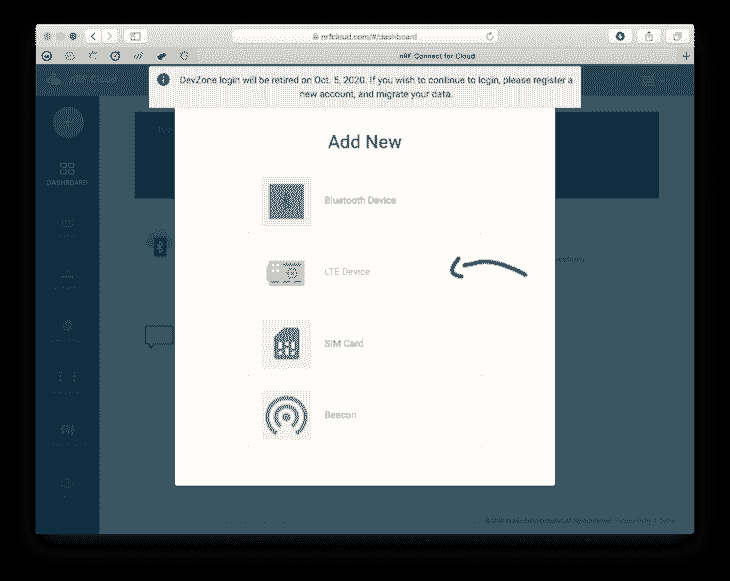 nrfcloud.com/#/dashboard
nRF Connect for Cloud
nRF Cloud
DevZone login will be retired on Oct. 5, 2020. If you wish to continue to login, please register a
new account, and migrate your data.
Add New
DASHBOARD
Bluetooth Device
LTE Device
SIM Card
Beacon